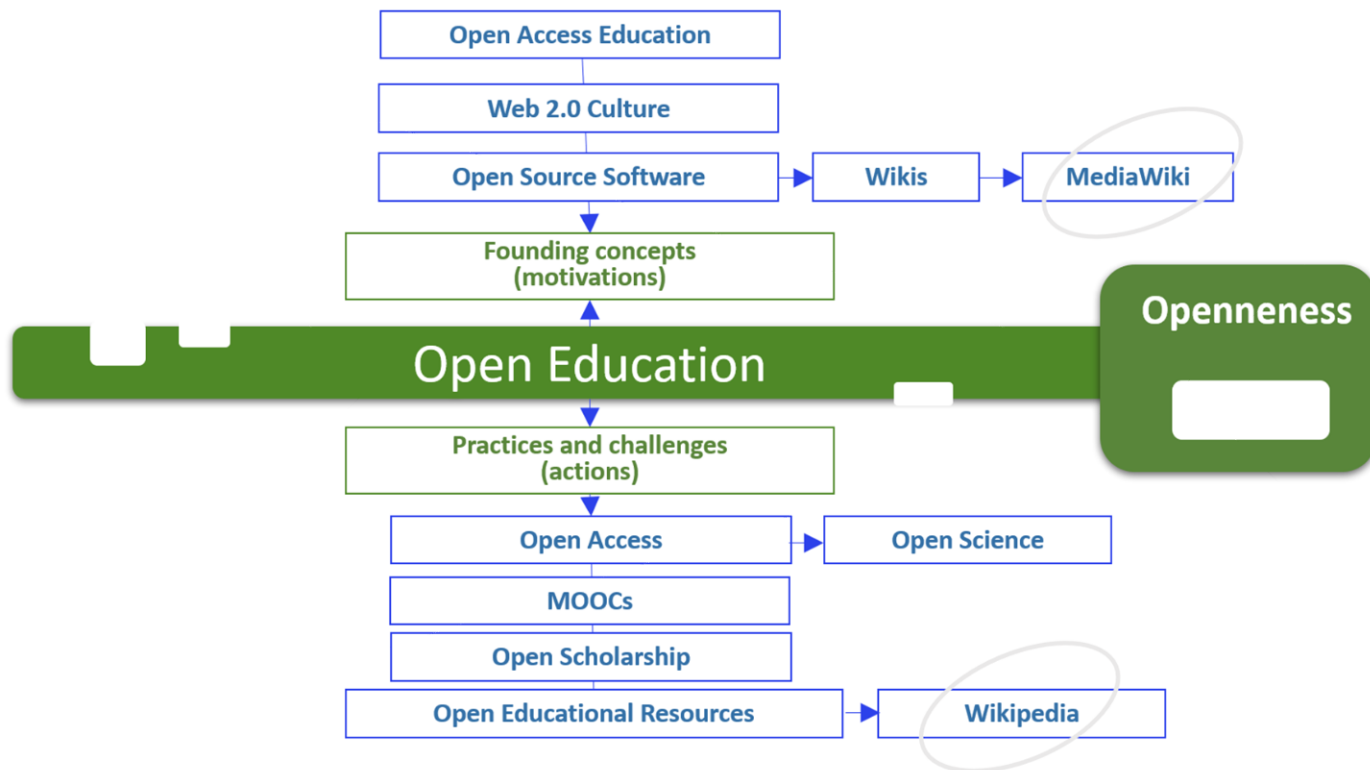 Open Access Education
Web 2.0 Culture
Open Source Software
Wikis
MediaWiki
Founding concepts
(motivations)
Openneness
Open Education
Practices and challenges
(actions)
Open Access
Open Science
MOOCs
Open Scholarship
Open Educational Resources
Wikipedia